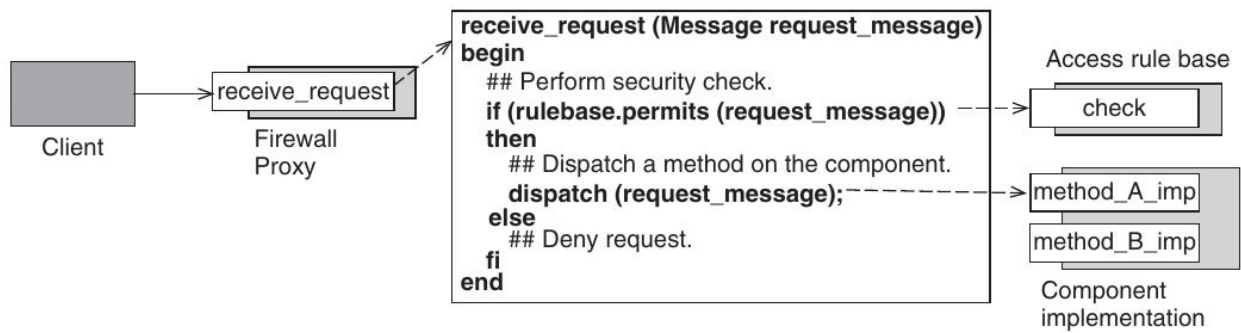 Client
receive_request
Firewall
Proxy
receive_request (Message request_message)
begin
## Perform security check.
if (rulebase.permits (request_message))
then
## Dispatch a method on the component.
dispatch (request_message);
else
## Deny request.
fi
end
Access rule base
check
method_A_imp
method_B_imp
Component
implementation